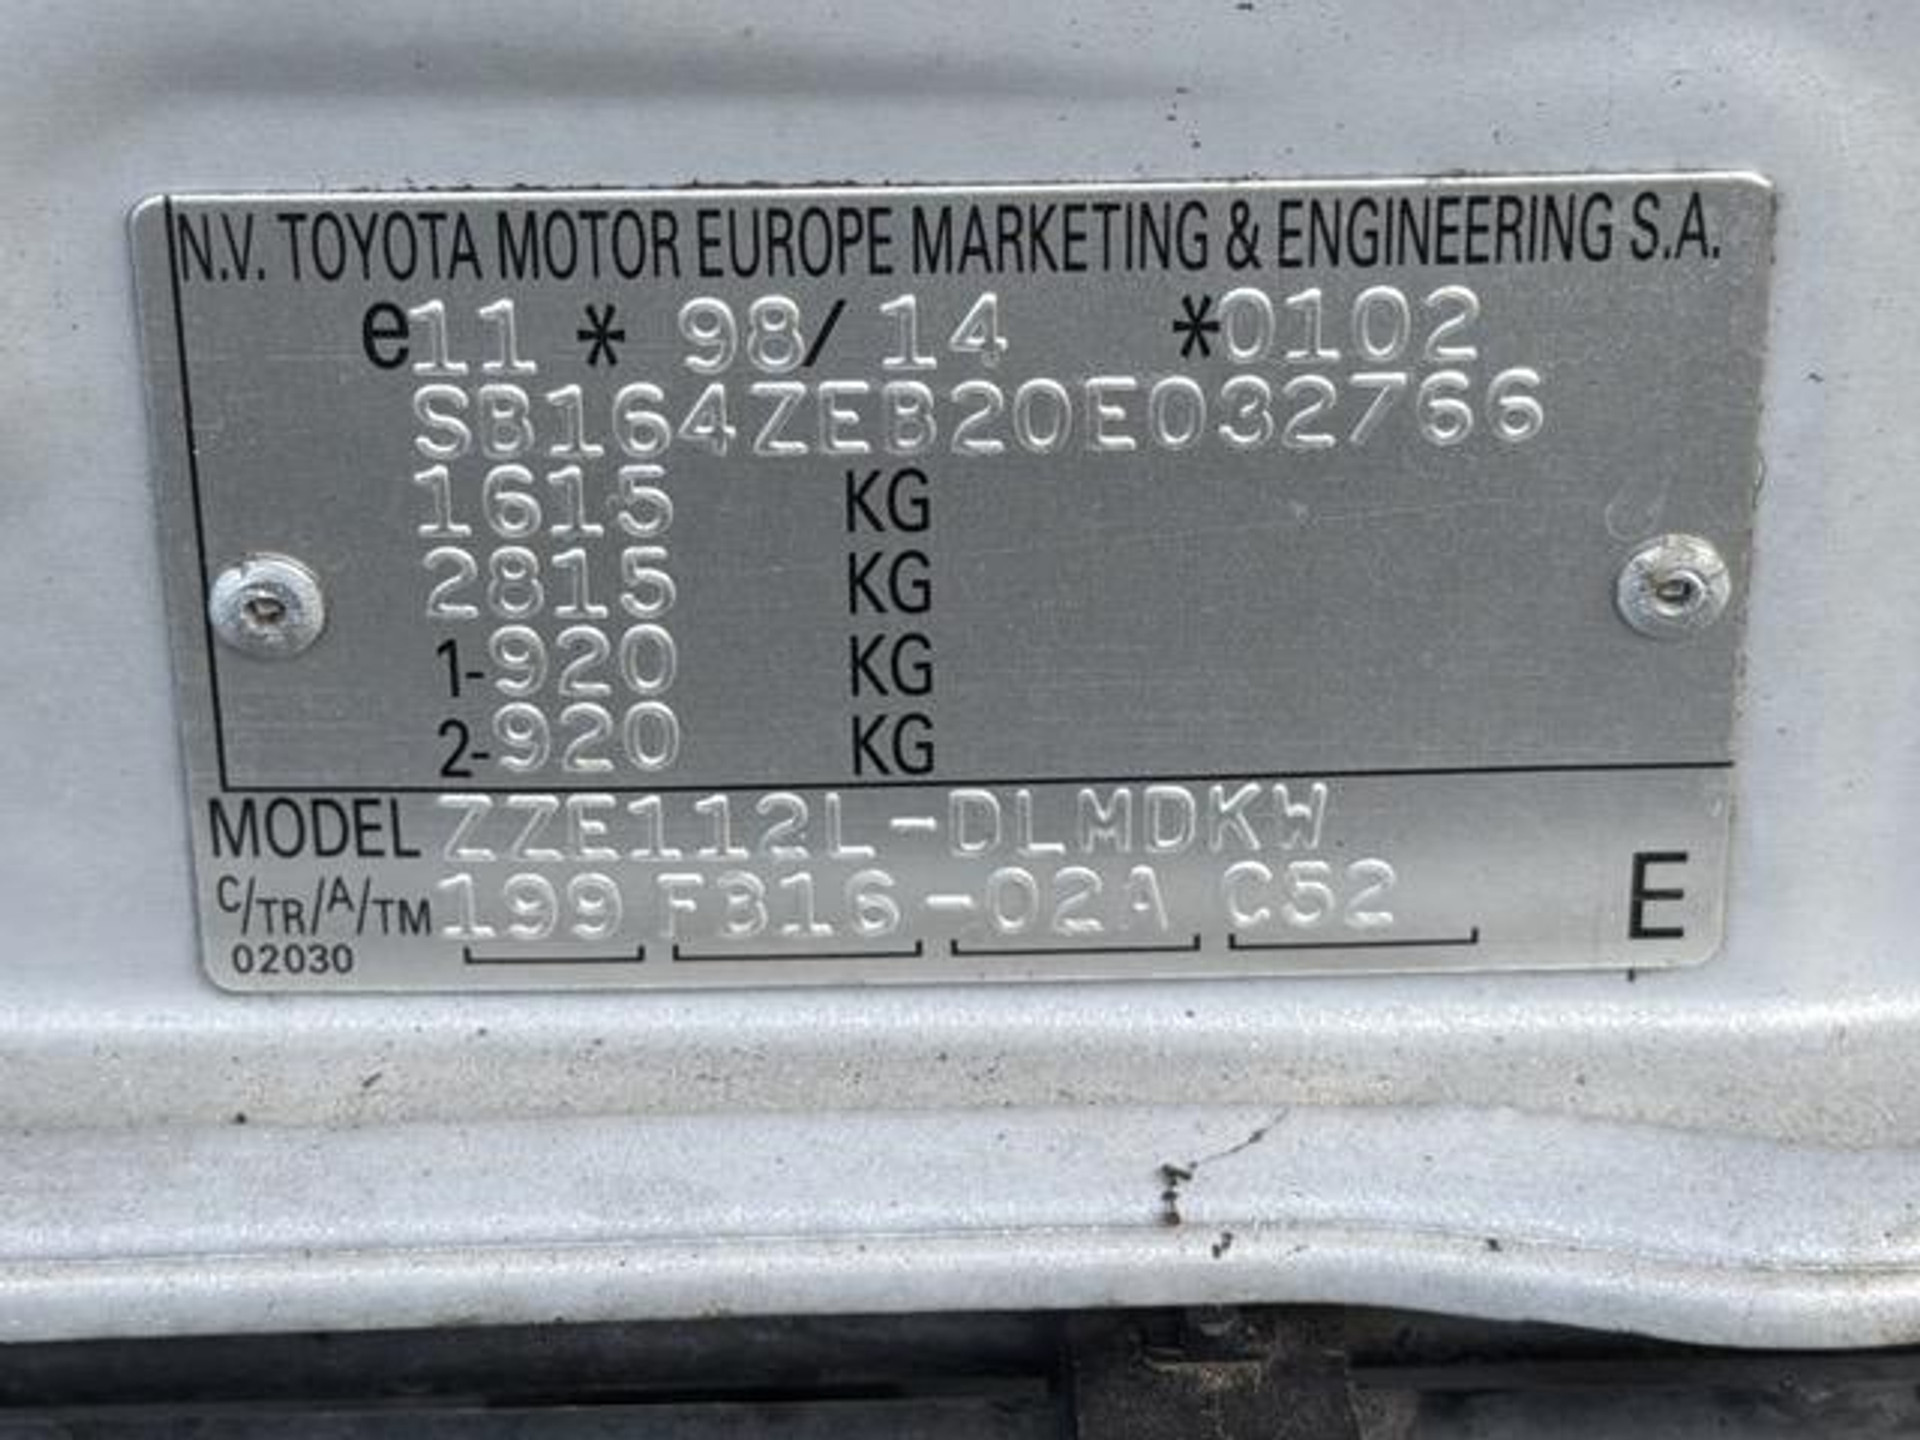 N.V. TOYOTA MOTOR EUROPE MARKETING & ENGINEERING S.A.
e11 * 98/14 *0102
SB164ZEB20E032766
1615 KG
2815 KG
1-920 KG
2-920 KG
MODEL ZZE112L-DLMDKW
C/TR/A/TM 199 FB16 -02A C52
02030 E